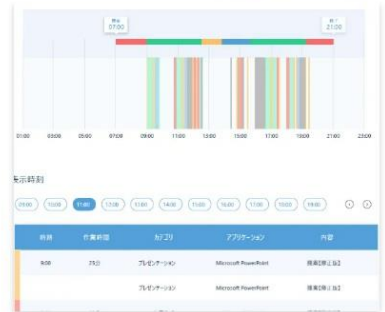 開始
07:00
終了
21:00
01:00 03:00 05:00 07:00 09:00 11:00 13:00 15:00 17:00 19:00 21:00 23:00
表示時刻
09:00 10:00 11:00 12:00 13:00 14:00 15:00 16:00 17:00 18:00 19:00
時刻 作業時間 カテゴリ アプリケーション 内容
9:00 23分 プレゼンテーション Microsoft PowerPoint
プレゼンテーション Microsoft PowerPoint